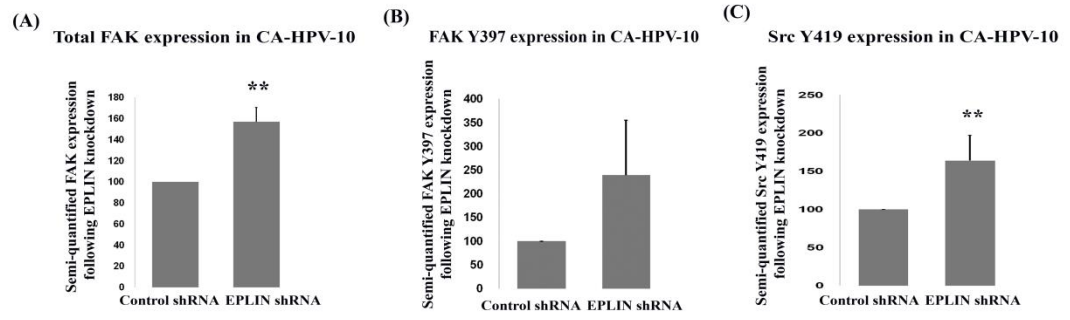 (A)
Total FAK expression in CA-HPV-10
Semi-quantified FAK expression
following EPLIN knockdown
180
160
140
120
100
80
60
40
20
0
**
Control shRNA EPLIN shRNA
(B)
FAK Y397 expression in CA-HPV-10
Semi-quantified FAK Y397 expression
following EPLIN knockdown
400
350
300
250
200
150
100
50
0
Control shRNA EPLIN shRNA
(C)
Src Y419 expression in CA-HPV-10
Semi-quantified Src Y419 expression
following EPLIN knockdown
250
200
150
100
50
0
**
Control shRNA EPLIN shRNA